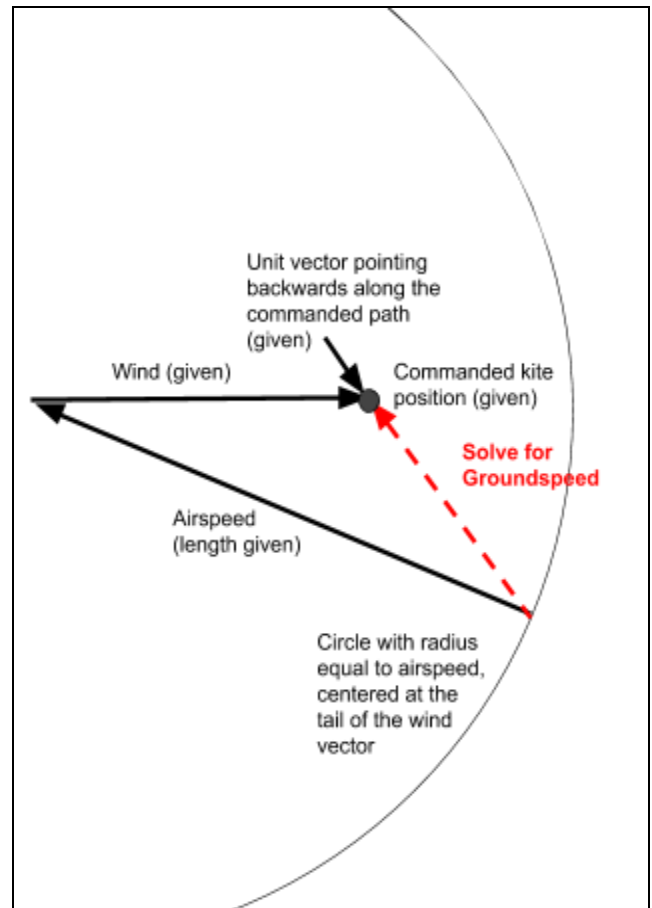 Unit vector pointing
backwards along the
commanded path
(given)
Wind (given)
Commanded kite
position (given)
Solve for
Groundspeed
Airspeed
(length given)
Circle with radius
equal to airspeed,
centered at the
tail of the wind
vector